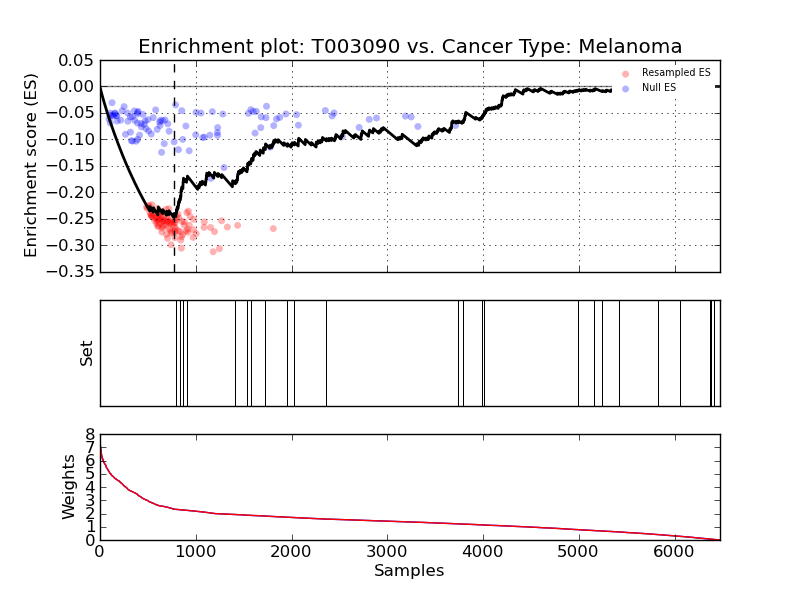 Enrichment plot: T003090 vs. Cancer Type: Melanoma
Enrichment score (ES)
0.05
0.00
−0.05
−0.10
−0.15
−0.20
−0.25
−0.30
−0.35
Resampled ES
Null ES
Set
Weights
8
7
6
5
4
3
2
1
0
0 1000 2000 3000 4000 5000 6000
Samples